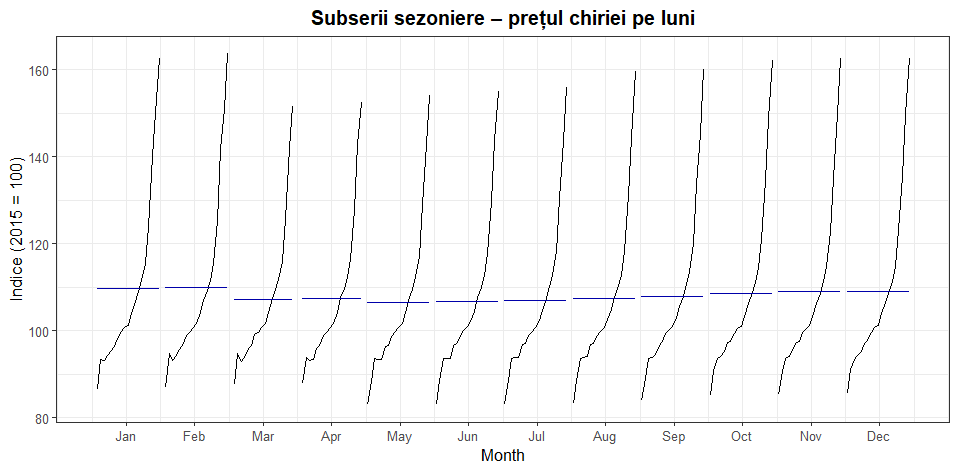 Subserii sezoniere – prețul chiriei pe luni
Indice (2015 = 100)
160
140
120
100
80
Jan Feb Mar Apr May Jun Jul Aug Sep Oct Nov Dec
Month